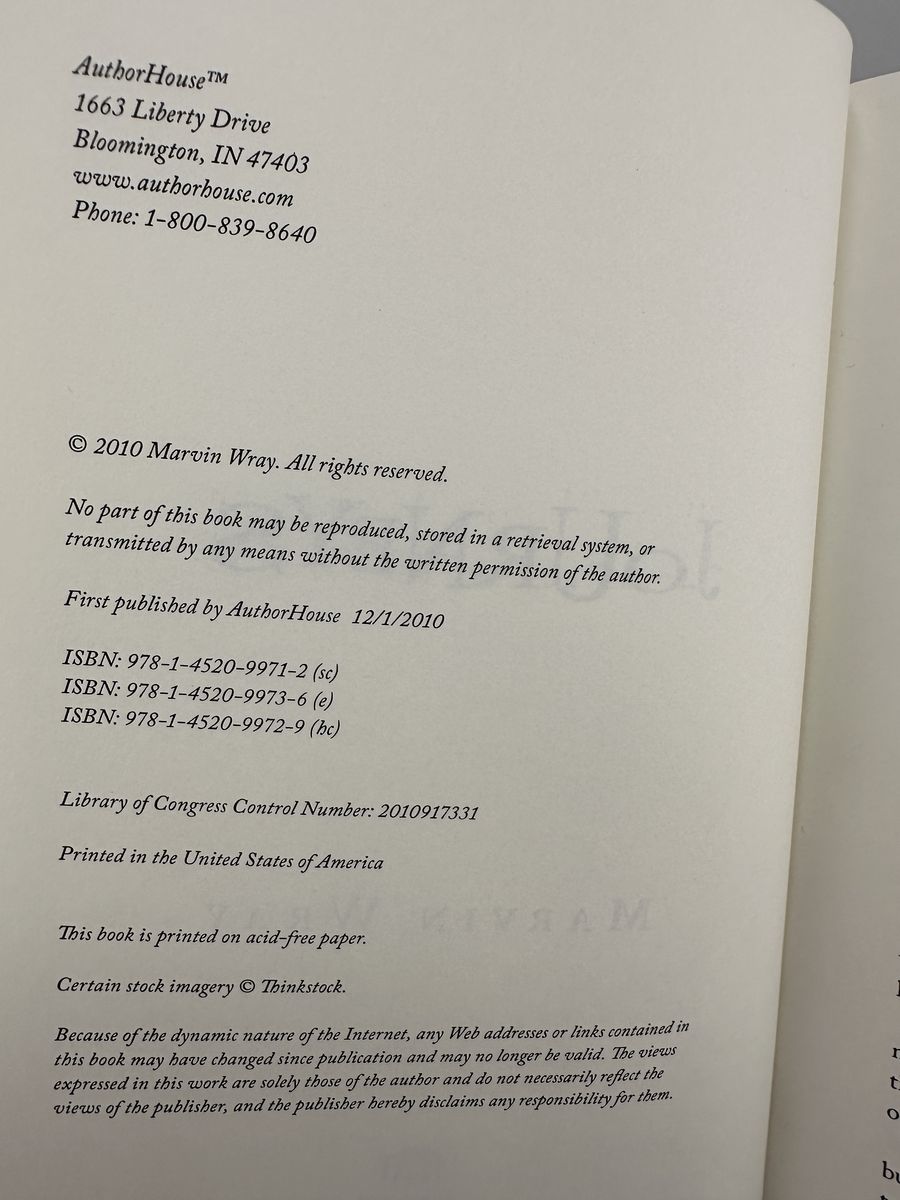 AuthorHouse™
1663 Liberty Drive
Bloomington, IN 47403
www.authorhouse.com
Phone: 1-800-839-8640
© 2010 Marvin Wray. All rights reserved.
No part of this book may be reproduced, stored in a retrieval system, or
transmitted by any means without the written permission of the author.
First published by AuthorHouse 12/1/2010
ISBN: 978-1-4520-9971-2 (sc)
ISBN: 978-1-4520-9973-6 (e)
ISBN: 978-1-4520-9972-9 (hc)
Library of Congress Control Number: 2010917331
Printed in the United States of America
MARVIN WRAY
This book is printed on acid-free paper.
Certain stock imagery © Thinkstock.
Because of the dynamic nature of the Internet, any Web addresses or links contained in
this book may have changed since publication and may no longer be valid. The views
expressed in this work are solely those of the author and do not necessarily reflect the
views of the publisher, and the publisher hereby disclaims any responsibility for them.